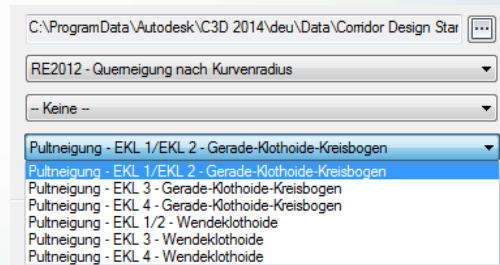 C:\ProgramData\Autodesk\C3D 2014\deu\Data\Corridor Design Star
...
RE2012 - Querneigung nach Kurvenradius
-- Keine --
Pultneigung - EKL 1/EKL 2 - Gerade-Klothoide-Kreisbogen
Pultneigung - EKL 1/EKL 2 - Gerade-Klothoide-Kreisbogen
Pultneigung - EKL 3 - Gerade-Klothoide-Kreisbogen
Pultneigung - EKL 4 - Gerade-Klothoide-Kreisbogen
Pultneigung - EKL 1/2 - Wendeklothoide
Pultneigung - EKL 3 - Wendeklothoide
Pultneigung - EKL 4 - Wendeklothoide